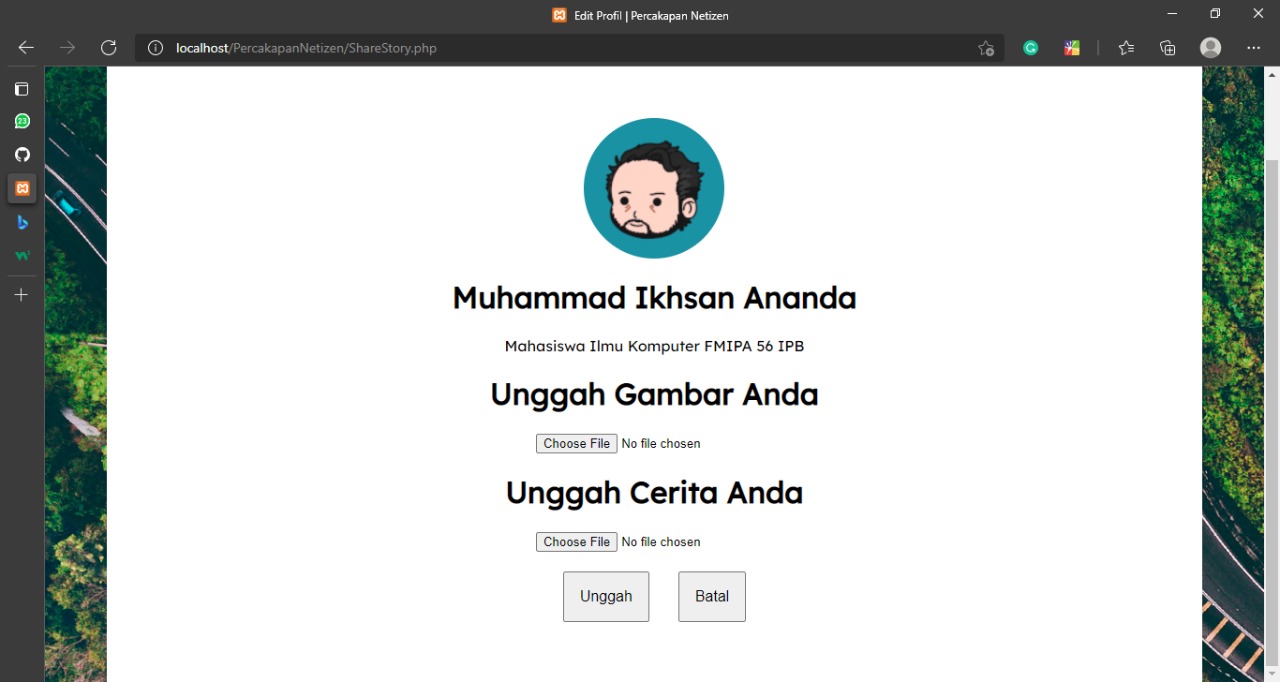 Edit Profil | Percakapan Netizen
localhost/PercakapanNetizen/ShareStory.php
23
Muhammad Ikhsan Ananda
Mahasiswa Ilmu Komputer FMIPA 56 IPB
Unggah Gambar Anda
Choose File No file chosen
Unggah Cerita Anda
Choose File No file chosen
Unggah Batal